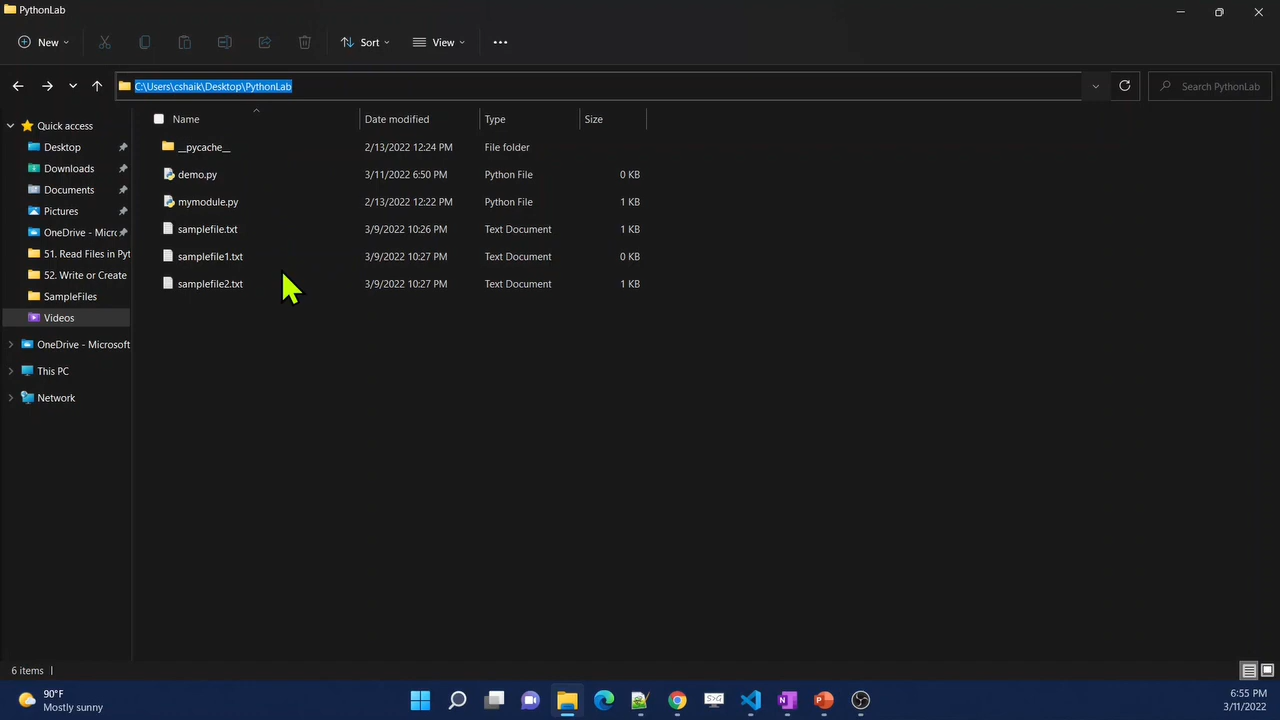 PythonLab
New Sort View
C:\Users\cshaik\Desktop\PythonLab Search PythonLab
Name Date modified Type Size
__pycache__ 2/13/2022 12:24 PM File folder
demo.py 3/11/2022 6:50 PM Python File 0 KB
mymodule.py 2/13/2022 12:22 PM Python File 1 KB
samplefile.txt 3/9/2022 10:26 PM Text Document 1 KB
samplefile1.txt 3/9/2022 10:27 PM Text Document 0 KB
samplefile2.txt 3/9/2022 10:27 PM Text Document 1 KB
Quick access
Desktop
Downloads
Documents
Pictures
OneDrive - Micr
51. Read Files in Pyt
52. Write or Create
SampleFiles
Videos
OneDrive - Microsoft
This PC
Network
6 items
90°F
Mostly sunny
6:55 PM
3/11/2022